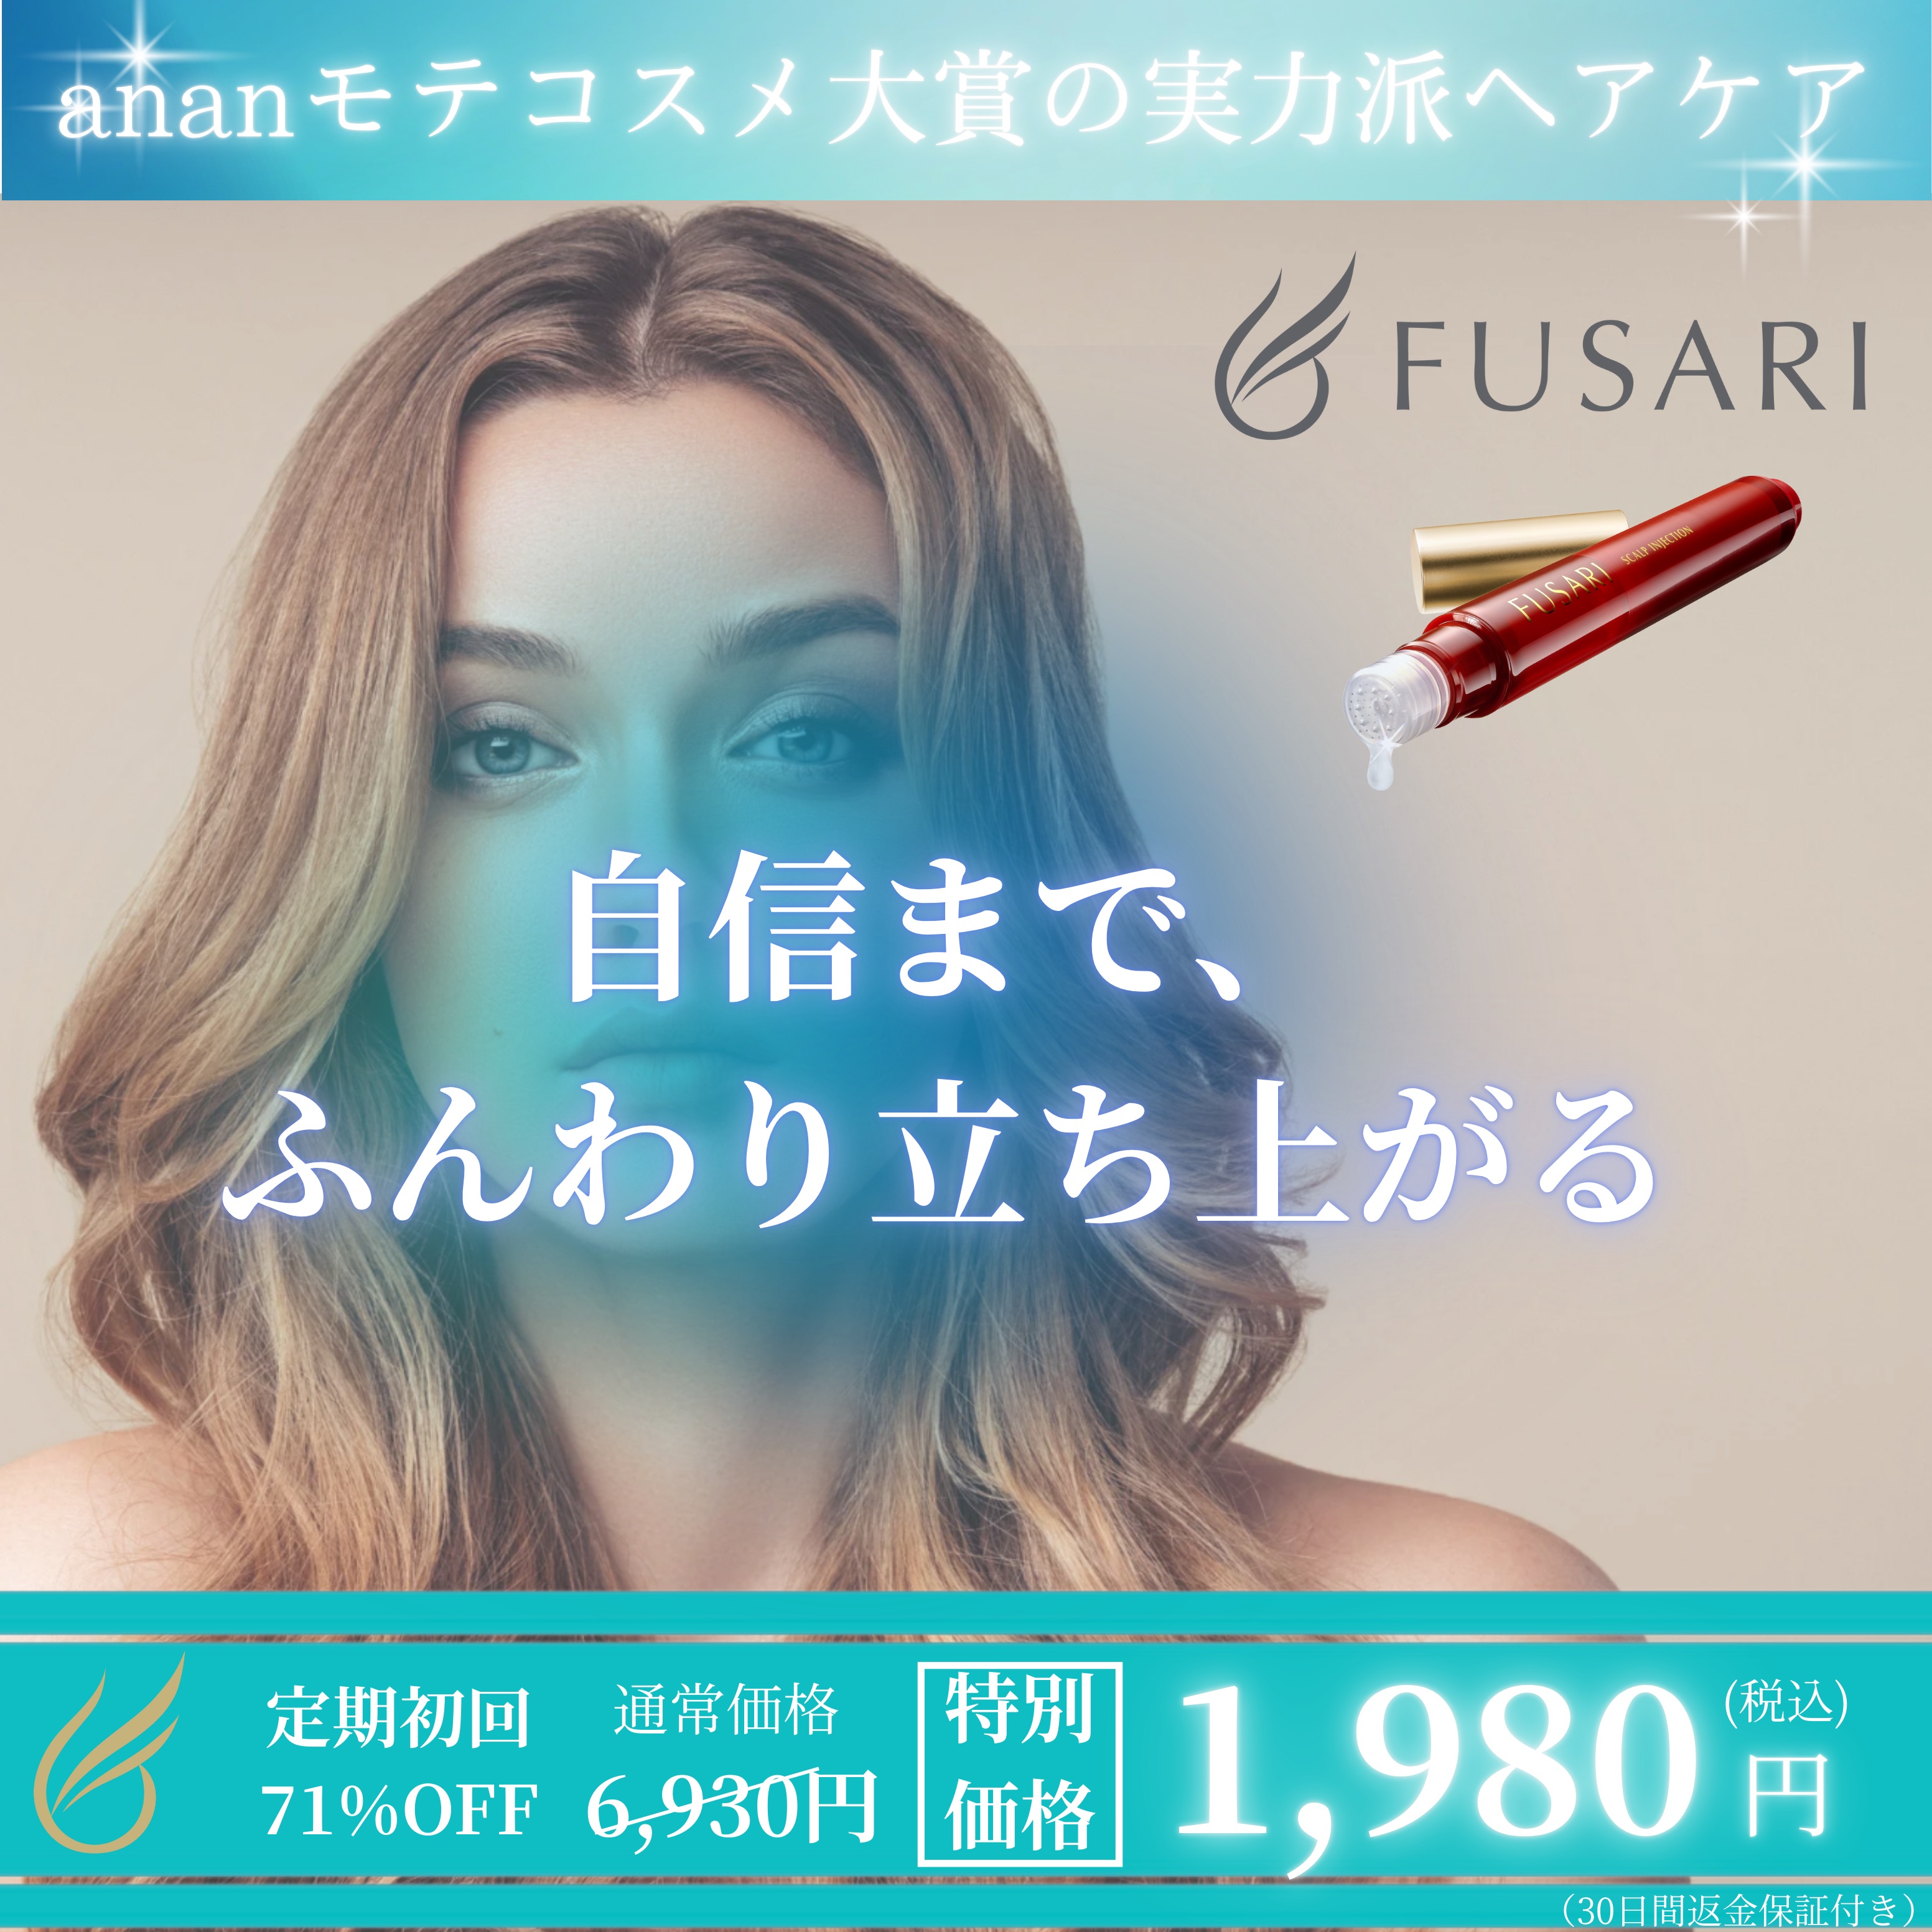 ananモテコスメ大賞の実力派ヘアケア
FUSARI
FUSARI SCALP INJECTION
自信まで、
ふんわり立ち上がる
定期初回
71%OFF
通常価格
6,930円
特別
価格
1,980
(税込)
円
(30日間返金保証付き)